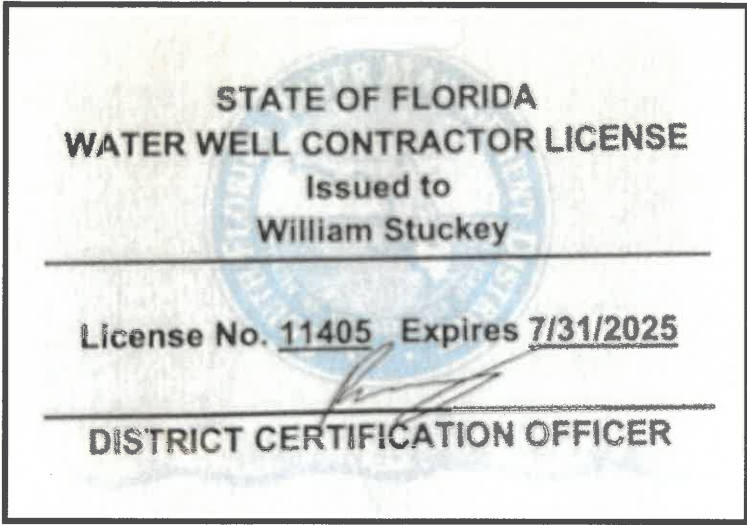 STATE OF FLORIDA
WATER WELL CONTRACTOR LICENSE
Issued to
William Stuckey
License No. 11405 Expires 7/31/2025
DISTRICT CERTIFICATION OFFICER